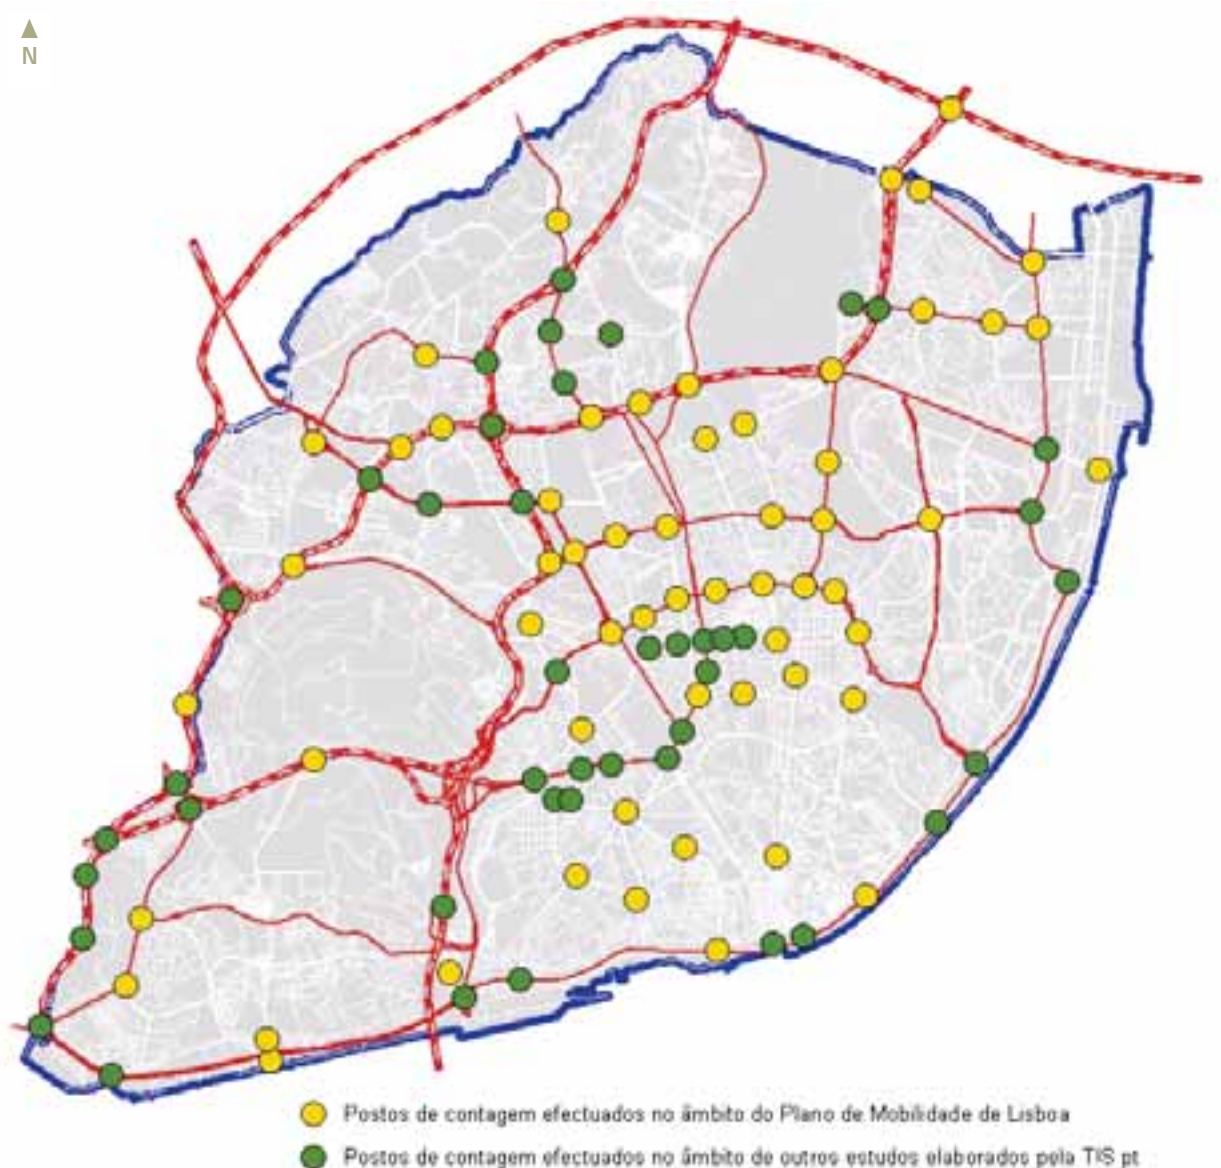 N
Postos de contagem efectuados no âmbito do Plano de Mobilidade de Lisboa
Postos de contagem efectuados no âmbito de outros estudos elaborados pela TIS pt